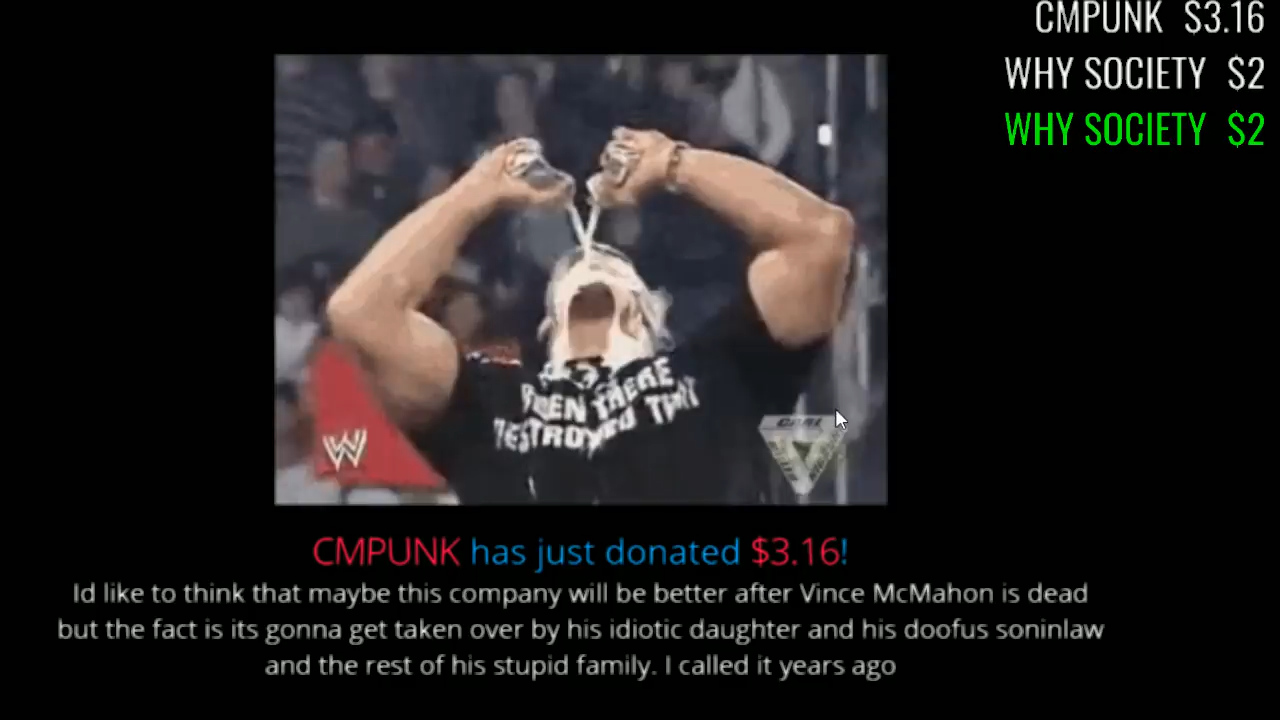 CMPUNK $3.16
WHY SOCIETY $2
WHY SOCIETY $2
W
CMPUNK has just donated $3.16!
Id like to think that maybe this company will be better after Vince McMahon is dead
but the fact is its gonna get taken over by his idiotic daughter and his doofus soninlaw
and the rest of his stupid family. I called it years ago